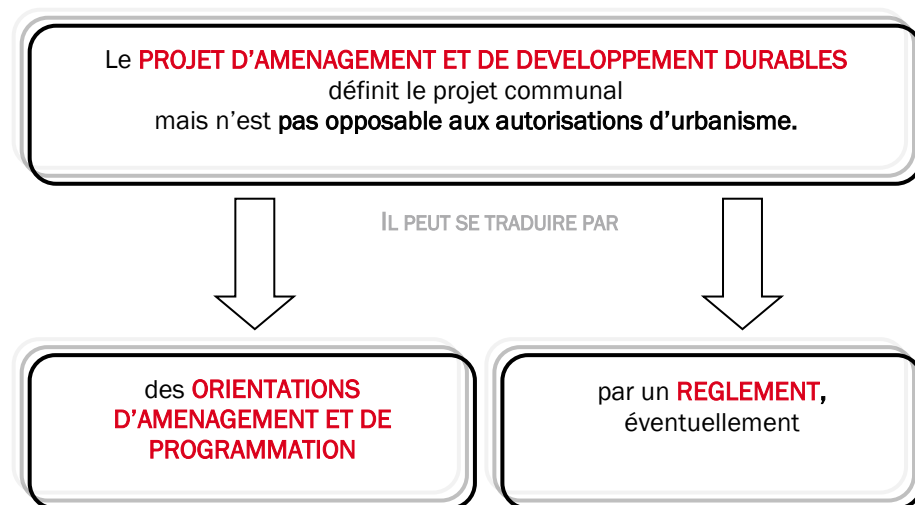 Le PROJET D’AMENAGEMENT ET DE DEVELOPPEMENT DURABLES
définit le projet communal
mais n’est pas opposable aux autorisations d’urbanisme.
IL PEUT SE TRADUIRE PAR
des ORIENTATIONS
D’AMENAGEMENT ET DE
PROGRAMMATION
par un REGLEMENT,
éventuellement